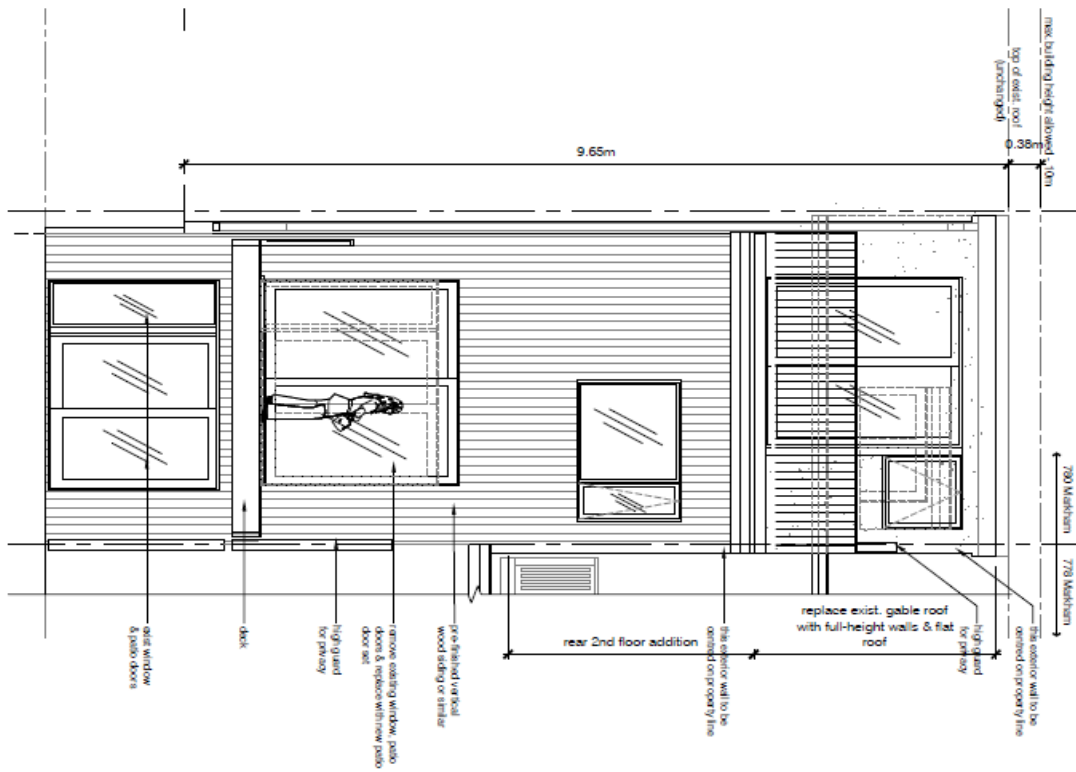 max building height allowed - 10m
top of exist. roof
(unchanged)
0.38m
9.65m
780 Markham
778 Markham
this exterior wall to be
centred on property line
high guard
for privacy
replace exist. gable roof
with full-height walls & flat
roof
rear 2nd floor addition
this exterior wall to be
centred on property line
pre-finished vertical
wood siding or similar
remove existing window, patio
doors & replace with new patio
door set
high guard
for privacy
deck
exist window
& patio doors